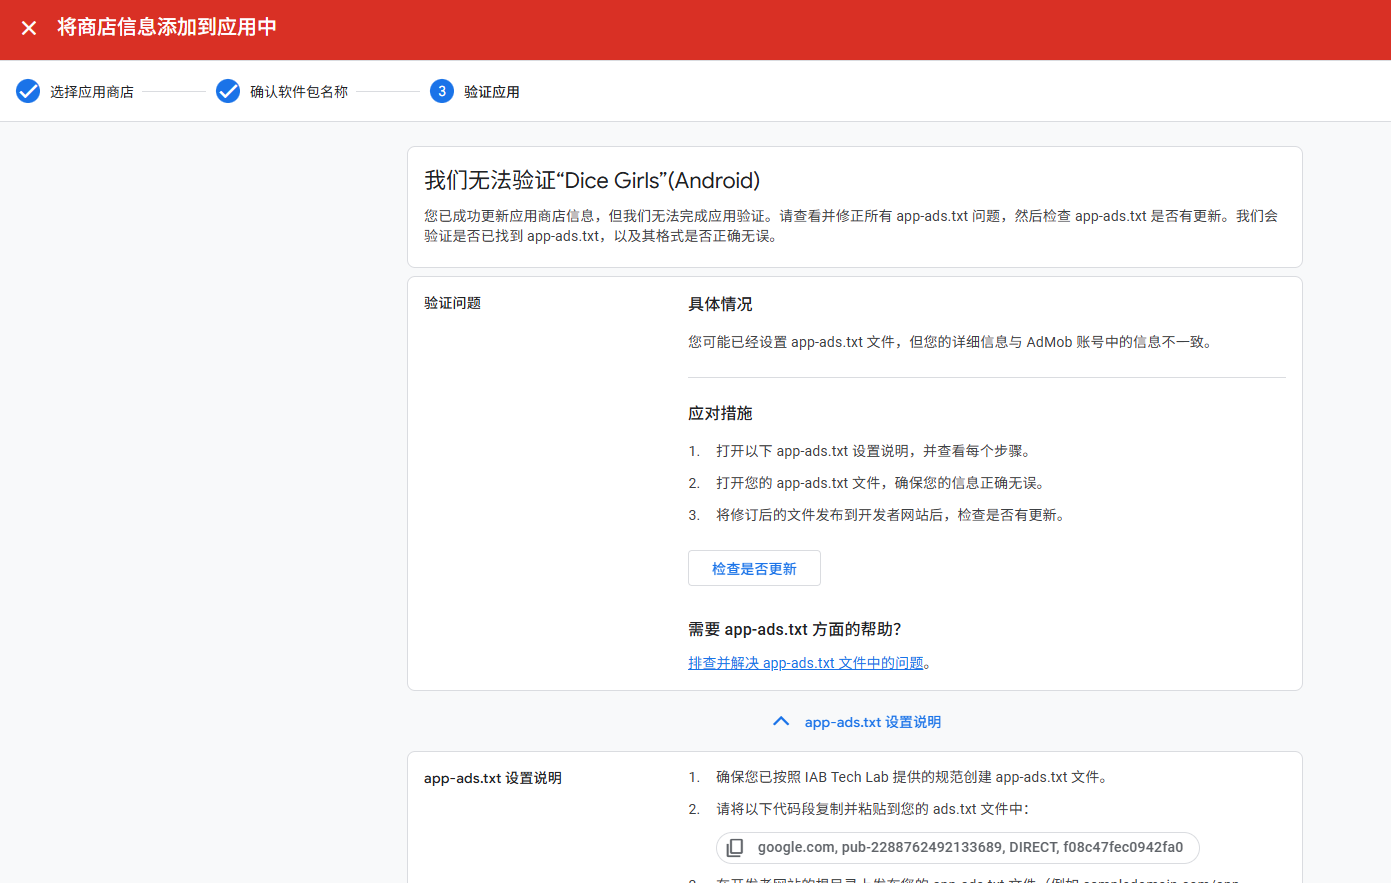 将商店信息添加到应用中
选择应用商店
确认软件包名称
3 验证应用
我们无法验证“Dice Girls”(Android)
您已成功更新应用商店信息，但我们无法完成应用验证。请查看并修正所有 app-ads.txt 问题，然后检查 app-ads.txt 是否有更新。我们会
验证是否已找到 app-ads.txt，以及其格式是否正确无误。
验证问题
具体情况
您可能已经设置 app-ads.txt 文件，但您的详细信息与 AdMob 账号中的信息不一致。
应对措施
1. 打开以下 app-ads.txt 设置说明，并查看每个步骤。
2. 打开您的 app-ads.txt 文件，确保您的信息正确无误。
3. 将修订后的文件发布到开发者网站后，检查是否有更新。
检查是否更新
需要 app-ads.txt 方面的帮助？
排查并解决 app-ads.txt 文件中的问题。
app-ads.txt 设置说明
app-ads.txt 设置说明
1. 确保您已按照 IAB Tech Lab 提供的规范创建 app-ads.txt 文件。
2. 请将以下代码段复制并粘贴到您的 ads.txt 文件中：
google.com, pub-2288762492133689, DIRECT, f08c47fec0942fa0